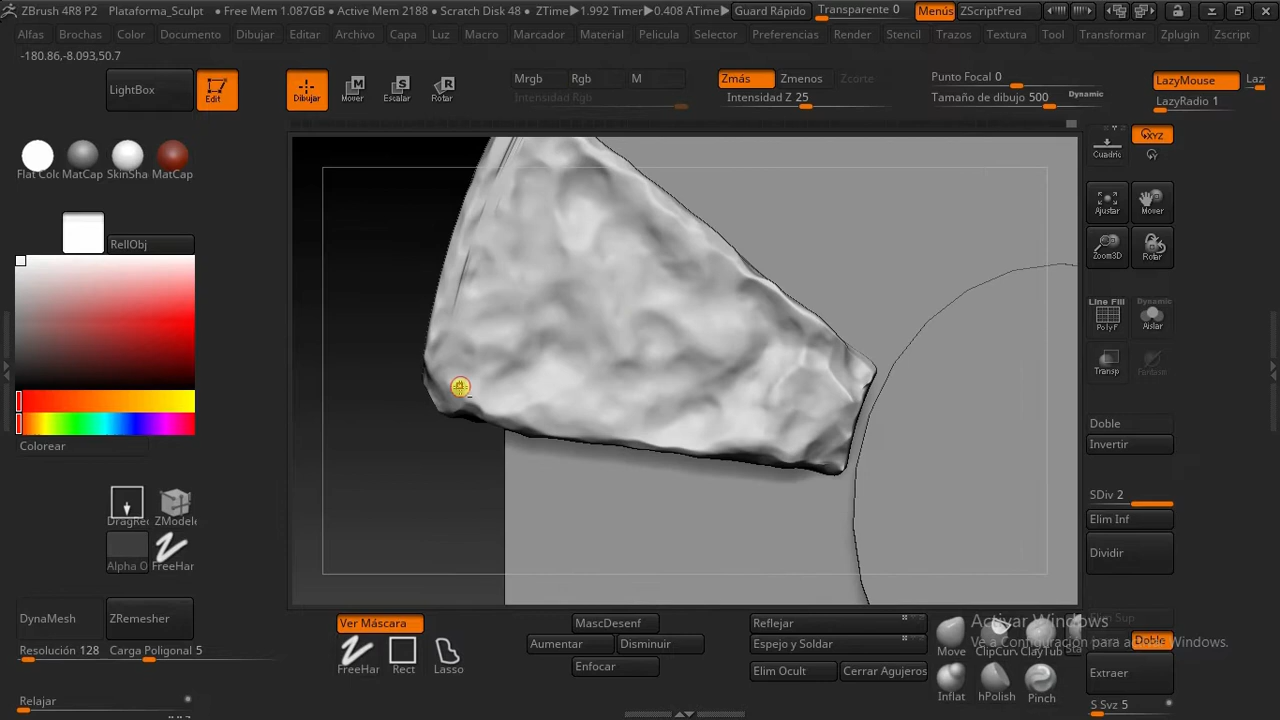 ZBrush 4R8 P2 Plataforma_Sculpt • Free Mem 1.087GB • Active Mem 2188 • Scratch Disk 48 • ZTime▶1.992 Timer▶0.408 ATime▶ Guard Rápido Transparente 0 Menús ZScriptPred
Alfas Brochas Color Documento Dibujar Editar Archivo Capa Luz Macro Marcador Material Pelicula Selector Preferencias Render Stencil Trazos Textura Tool Transformar Zplugin Zscript
-180.86,-8.093,50.7
LightBox Edit Dibujar Mover Escalar Rotar
Mrgb Rgb M
Intensidad Rgb
Zmás Zmenos Zcorte
Intensidad Z 25
Punto Focal 0
Tamaño de dibujo 500 Dynamic
LazyMouse
LazyRadio 1
Flat Colo MatCap SkinSha MatCap
RellObj
Colorear
DragRec ZModele
Alpha O FreeHar
DynaMesh ZRemesher
Resolución 128 Carga Poligonal 5
Relajar
Cuadric XYZ
Ajustar Mover
Zoom3D Rotar
Line Fill Dynamic
PolyF Aislar
Transp Fantasm
Doble
Invertir
SDiv 2
Elim Inf
Dividir
Elim Sup
Doble
Extraer
S Svz 5
Ver Máscara
FreeHar Rect Lasso
MascDesenf
Aumentar Disminuir
Enfocar
Reflejar
Espejo y Soldar
Elim Ocult Cerrar Agujeros
Move ClipCurv ClayTub
Inflat hPolish Pinch
Activar Windows
Ve a Configuración para activar Windows.